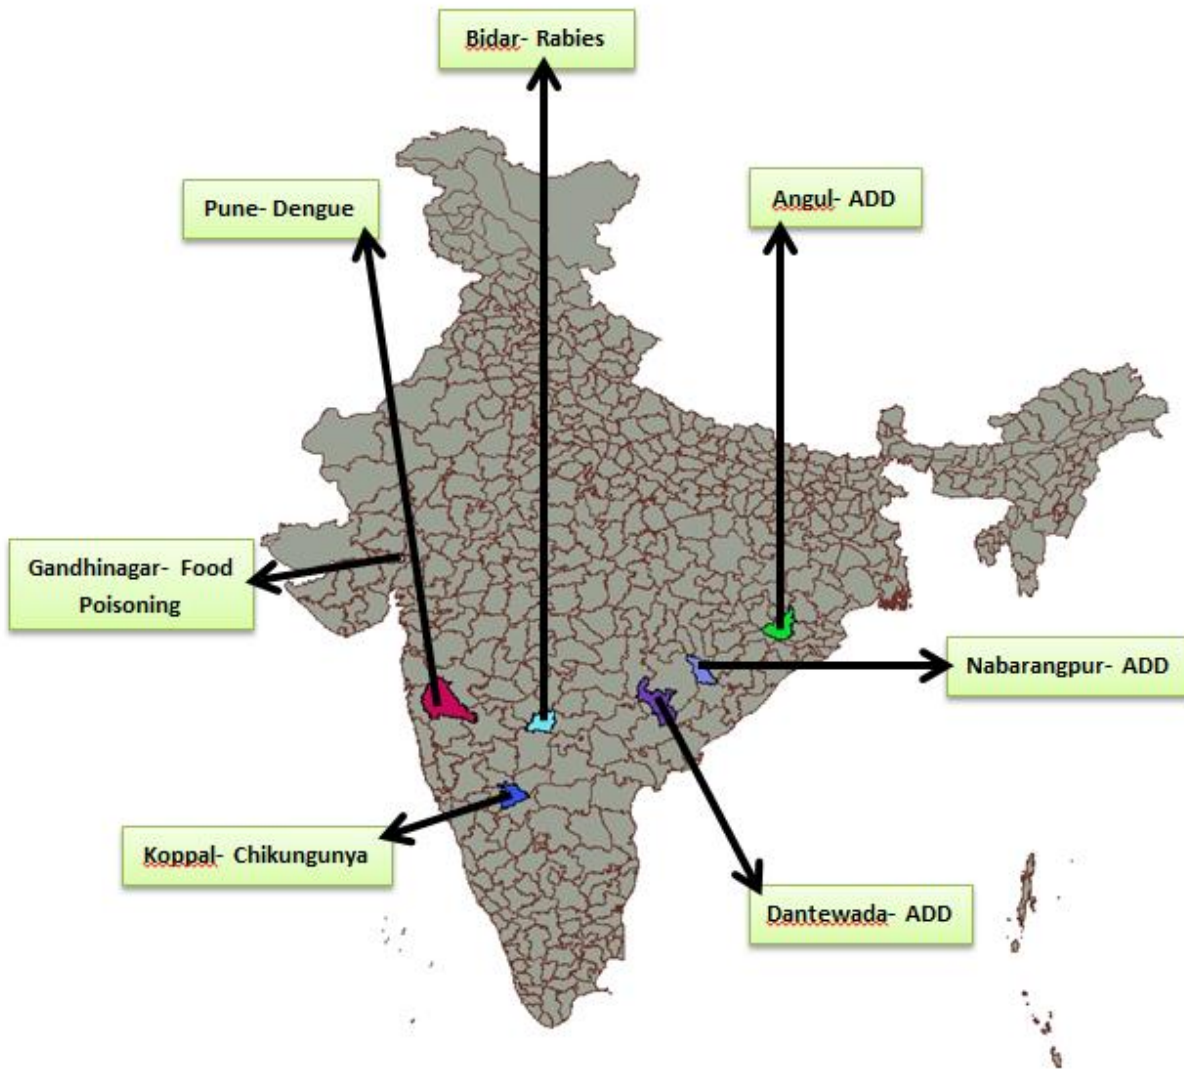 Bidar- Rabies
Pune- Dengue
Angul- ADD
Gandhinagar- Food
Poisoning
Nabarangpur- ADD
Koppal- Chikungunya
Dantewada- ADD